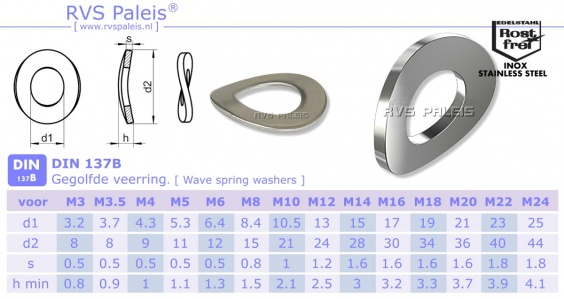 RVS Paleis®
[ www.rvspaleis.nl ]
EDELSTAHL
Rost
frei
INOX
STAINLESS STEEL
s
d2
d1
h
RVS PALEIS
RVS PALEIS
DIN
137B
DIN 137B
Gegolfde veerring. [ Wave spring washers ]
voor M3 M3.5 M4 M5 M6 M8 M10 M12 M14 M16 M18 M20 M22 M24
d1 3.2 3.7 4.3 5.3 6.4 8.4 10.5 13 15 17 19 21 23 25
d2 8 8 9 11 12 15 21 24 28 30 34 36 40 44
s 0.5 0.5 0.5 0.5 0.5 0.8 1 1.2 1.6 1.6 1.6 1.6 1.8 1.8
h min 0.8 0.9 1 1.1 1.3 1.5 2.1 2.5 3 3.2 3.3 3.7 3.9 4.1